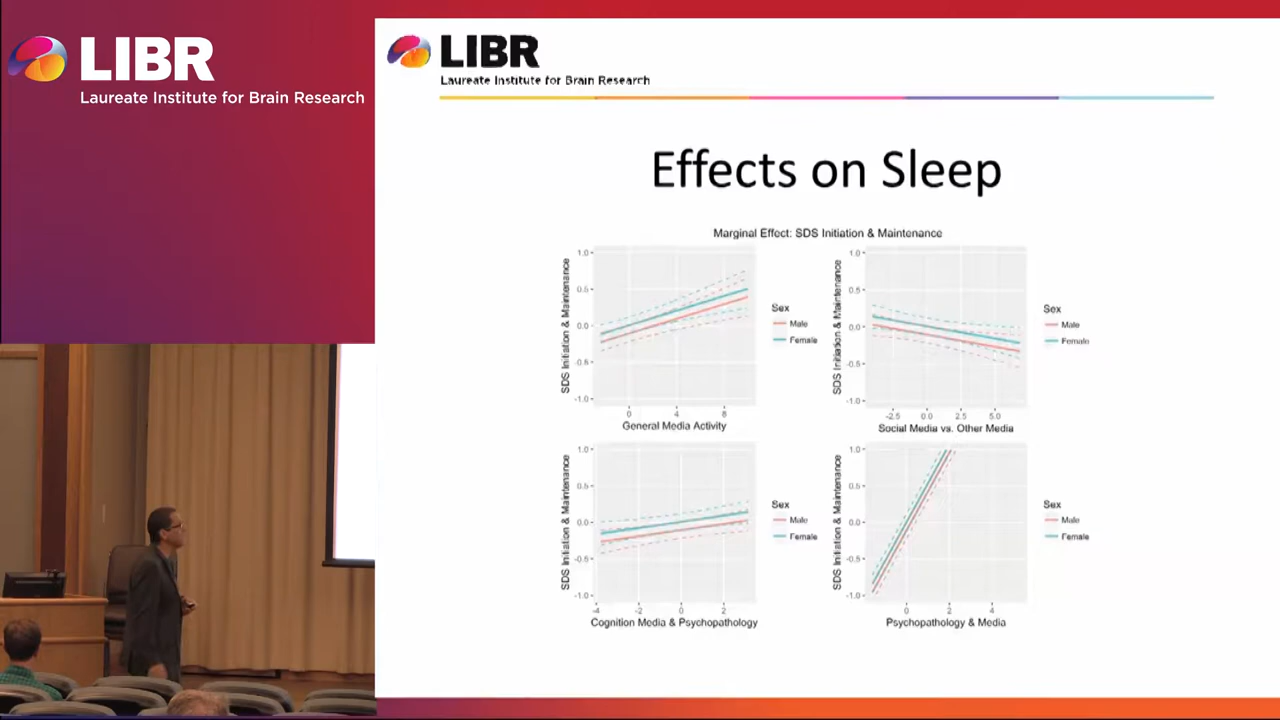 LIBR
Laureate Institute for Brain Research
LIBR
Laureate Institute for Brain Research
Effects on Sleep
Marginal Effect: SDS Initiation & Maintenance
SDS Initiation & Maintenance
1.0
0.5
0.0
-0.5
-1.0
0 4 8
General Media Activity
Sex
Male
Female
SDS Initiation & Maintenance
1.0
0.5
0.0
-0.5
-1.0
-2.5 0.0 2.5 5.0
Social Media vs. Other Media
Sex
Male
Female
SDS Initiation & Maintenance
1.0
0.5
0.0
-0.5
-1.0
-4 -2 0 2
Cognition Media & Psychopathology
Sex
Male
Female
SDS Initiation & Maintenance
1.0
0.5
0.0
-0.5
-1.0
0 2 4
Psychopathology & Media
Sex
Male
Female